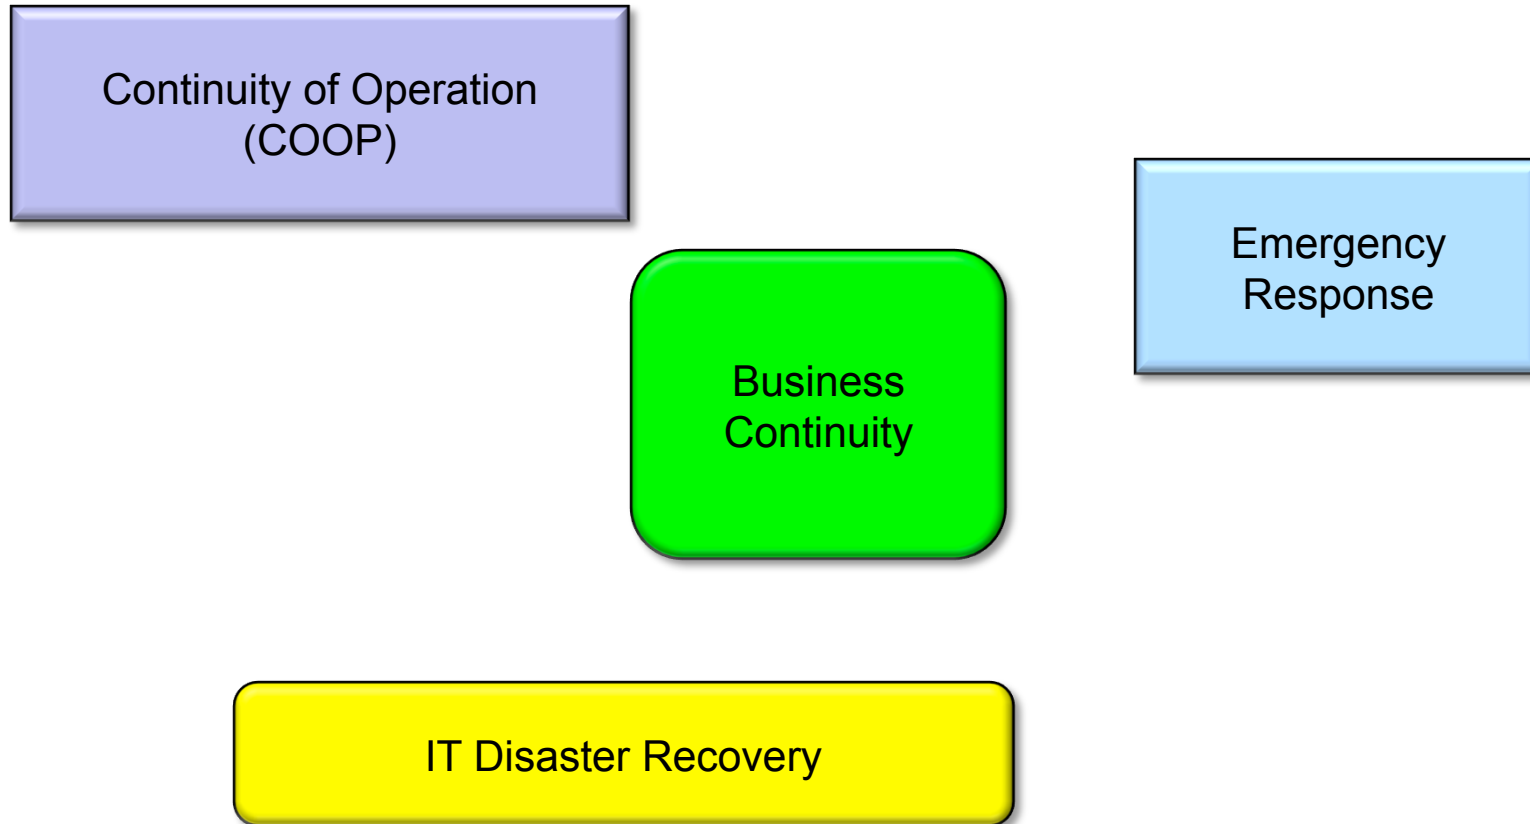 Continuity of Operation
(COOP)
Emergency
Response
Business
Continuity
IT Disaster Recovery